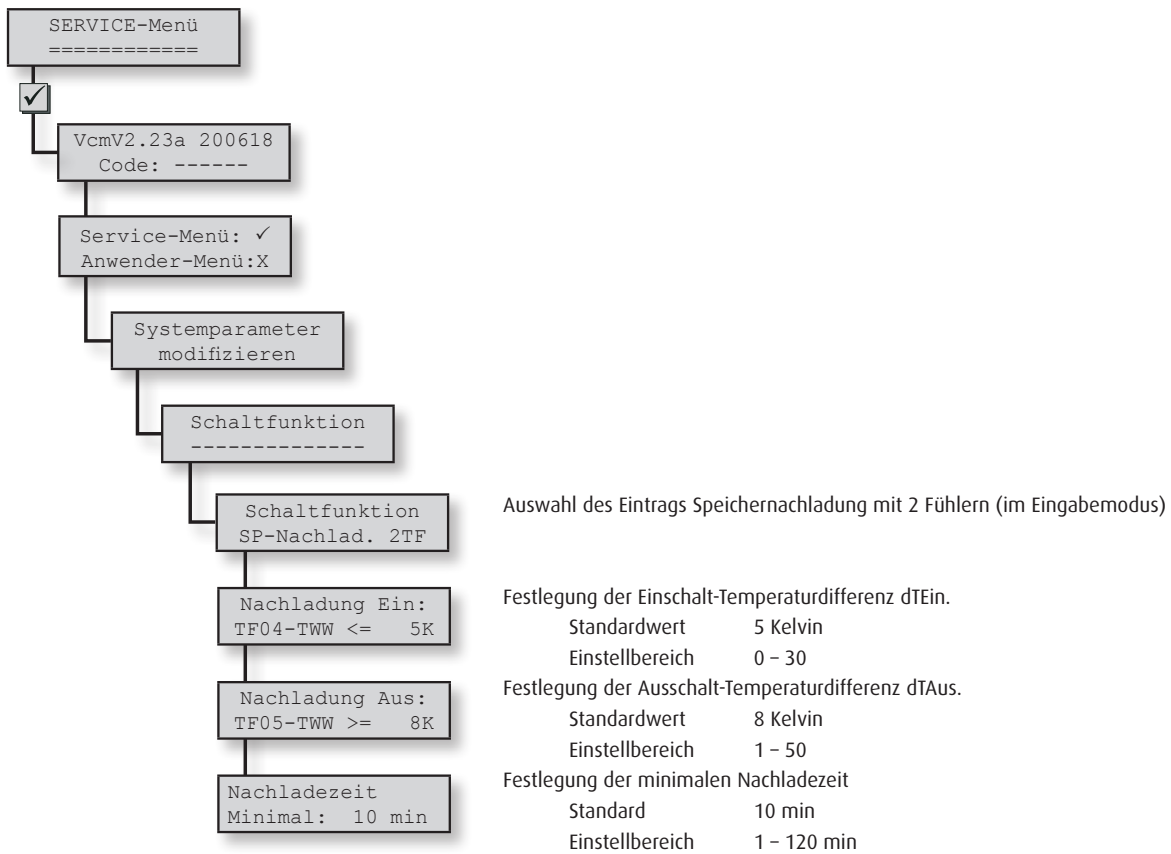 SERVICE-Menü
============
✓
VcmV2.23a 200618
Code: ------
Service-Menü: ✓
Anwender-Menü:X
Systemparameter
modifizieren
Schaltfunktion
--------------
Schaltfunktion
SP-Nachlad. 2TF
Auswahl des Eintrags Speichernachladung mit 2 Fühlern (im Eingabemodus)
Nachladung Ein:
TF04-TWW <= 5K
Festlegung der Einschalt-Temperaturdifferenz dTEin.
Standardwert 5 Kelvin
Einstellbereich 0 – 30
Nachladung Aus:
TF05-TWW >= 8K
Festlegung der Ausschalt-Temperaturdifferenz dTAus.
Standardwert 8 Kelvin
Einstellbereich 1 – 50
Nachladezeit
Minimal: 10 min
Festlegung der minimalen Nachladezeit
Standard 10 min
Einstellbereich 1 – 120 min